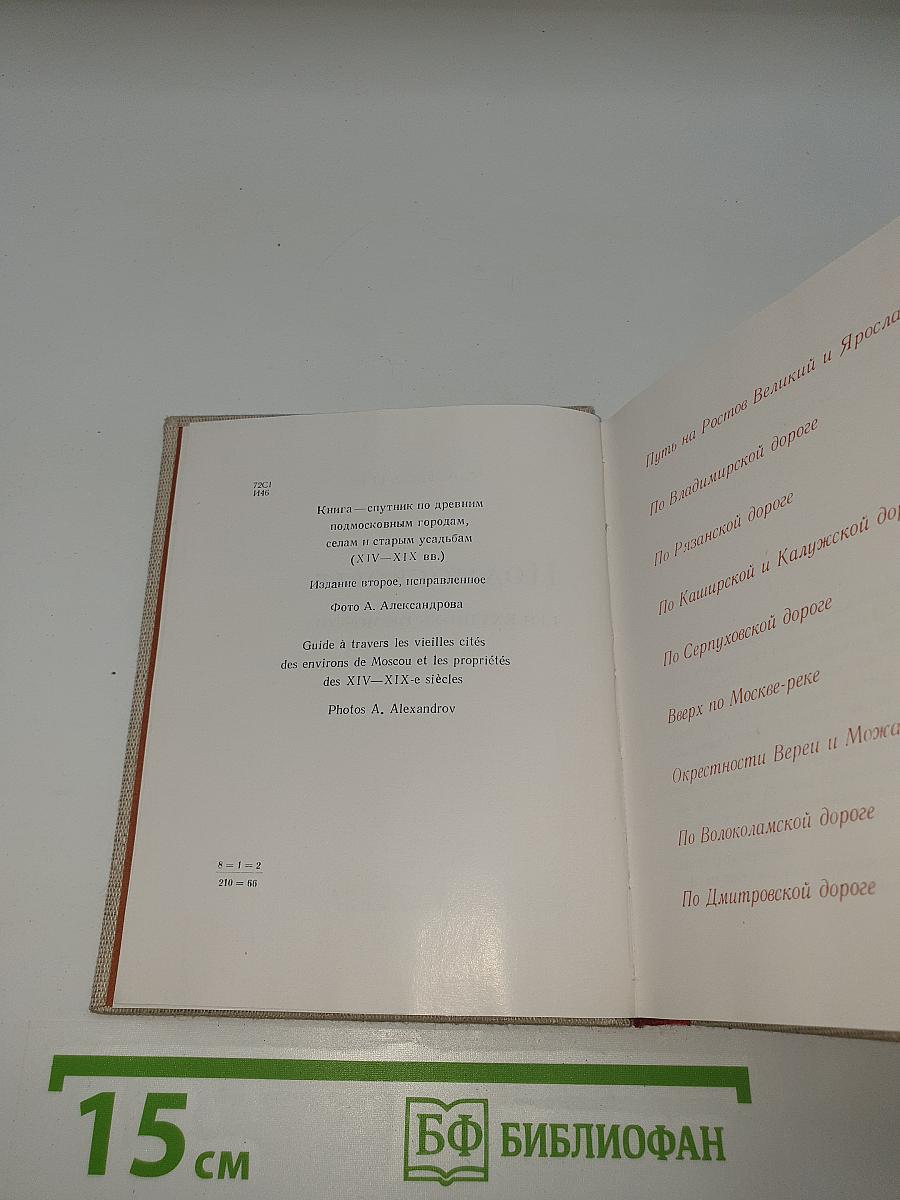 72С1
И46
Книга — спутник по древним
подмосковным городам,
селам и старым усадьбам
(XIV—XIX вв.)
Издание второе, исправленное
Фото А. Александрова
Guide à travers les vieilles cités
des environs de Moscou et les propriétés
des XIV—XIX-e siècles
Photos A. Alexandrov
8 = 1 = 2
210 = 66
Путь на Ростов Великий и
По Владимирской дороге
По Рязанской дороге
По Каширской и Калужской
По Серпуховской дороге
Вверх по Москве-реке
Окрестности Вереи и
По Волоколамской дороге
По Дмитровской дороге
15 см
БФ БИБЛИОФАН